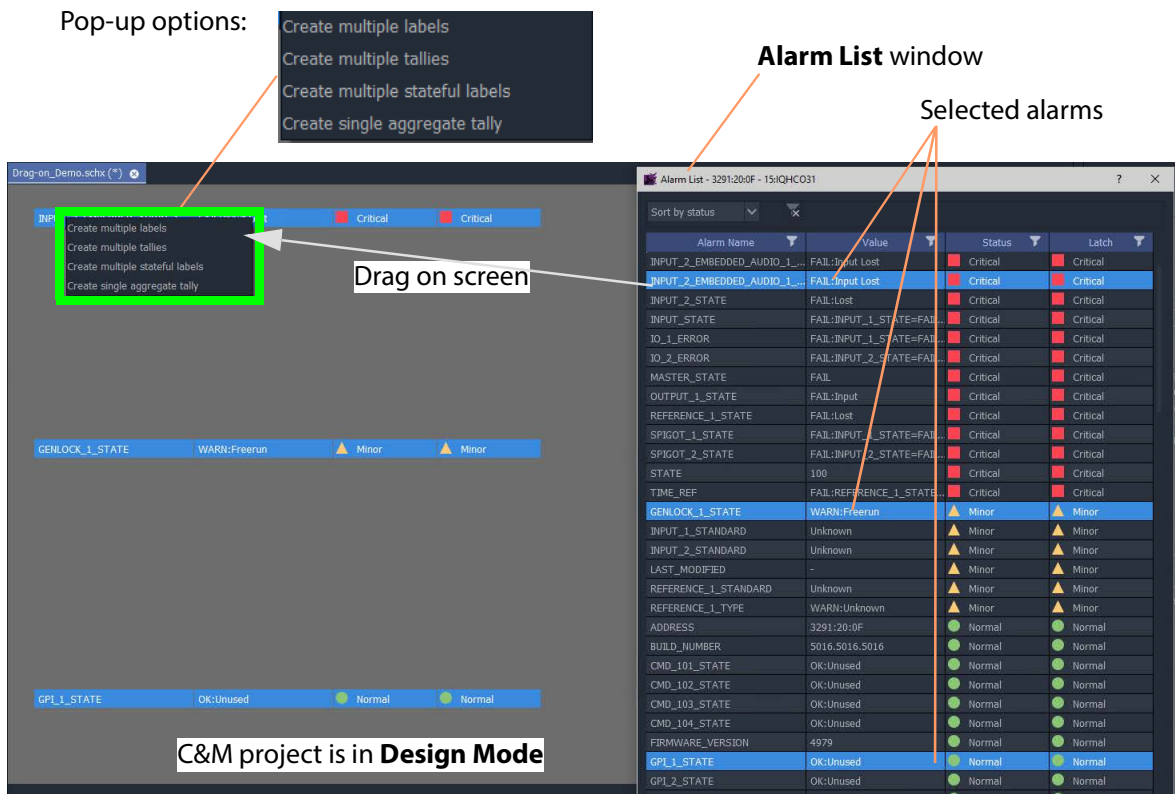 Pop-up options:
Create multiple labels
Create multiple tallies
Create multiple stateful labels
Create single aggregate tally
Alarm List window
Selected alarms
Drag-on_Demo.schx (*)
Critical Critical
Create multiple labels
Create multiple tallies
Create multiple stateful labels
Create single aggregate tally
Drag on screen
GENLOCK_1_STATE WARN:Freerun Minor Minor
GPI_1_STATE OK:Unused Normal Normal
C&M project is in Design Mode
Alarm List - 3291:20:0F - 15:IQHCO31 ?
Sort by status
Alarm Name Value Status Latch
INPUT_2_EMBEDDED_AUDIO_1_... FAIL:Input Lost Critical Critical
INPUT_2_EMBEDDED_AUDIO_1_... FAIL:Input Lost Critical Critical
INPUT_2_STATE FAIL:Lost Critical Critical
INPUT_STATE FAIL:INPUT_1_STATE=FAIL... Critical Critical
IO_1_ERROR FAIL:INPUT_1_STATE=FAIL... Critical Critical
IO_2_ERROR FAIL:INPUT_2_STATE=FAIL... Critical Critical
MASTER_STATE FAIL Critical Critical
OUTPUT_1_STATE FAIL:Input Critical Critical
REFERENCE_1_STATE FAIL:Lost Critical Critical
SPIGOT_1_STATE FAIL:INPUT_1_STATE=FAIL... Critical Critical
SPIGOT_2_STATE FAIL:INPUT_2_STATE=FAIL... Critical Critical
STATE 100 Critical Critical
TIME_REF FAIL:REFERENCE_1_STATE... Critical Critical
GENLOCK_1_STATE WARN:Freerun Minor Minor
INPUT_1_STANDARD Unknown Minor Minor
INPUT_2_STANDARD Unknown Minor Minor
LAST_MODIFIED - Minor Minor
REFERENCE_1_STANDARD Unknown Minor Minor
REFERENCE_1_TYPE WARN:Unknown Minor Minor
ADDRESS 3291:20:0F Normal Normal
BUILD_NUMBER 5016.5016.5016 Normal Normal
CMD_101_STATE OK:Unused Normal Normal
CMD_102_STATE OK:Unused Normal Normal
CMD_103_STATE OK:Unused Normal Normal
CMD_104_STATE OK:Unused Normal Normal
FIRMWARE_VERSION 4979 Normal Normal
GPI_1_STATE OK:Unused Normal Normal
GPI_2_STATE OK:Unused Normal Normal